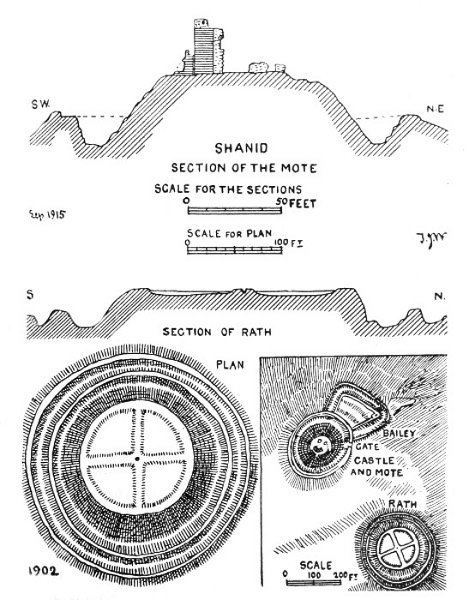 S.W.
N.E
SHANID
SECTION OF THE MOTE
SCALE FOR THE SECTIONS
0 50 FEET
Sep 1915
SCALE FOR PLAN
0 100 FT
T.J.W
S
N.
SECTION OF RATH
PLAN
BAILEY
GATE
CASTLE
AND MOTE
RATH
1902
SCALE
0 100 200 FT